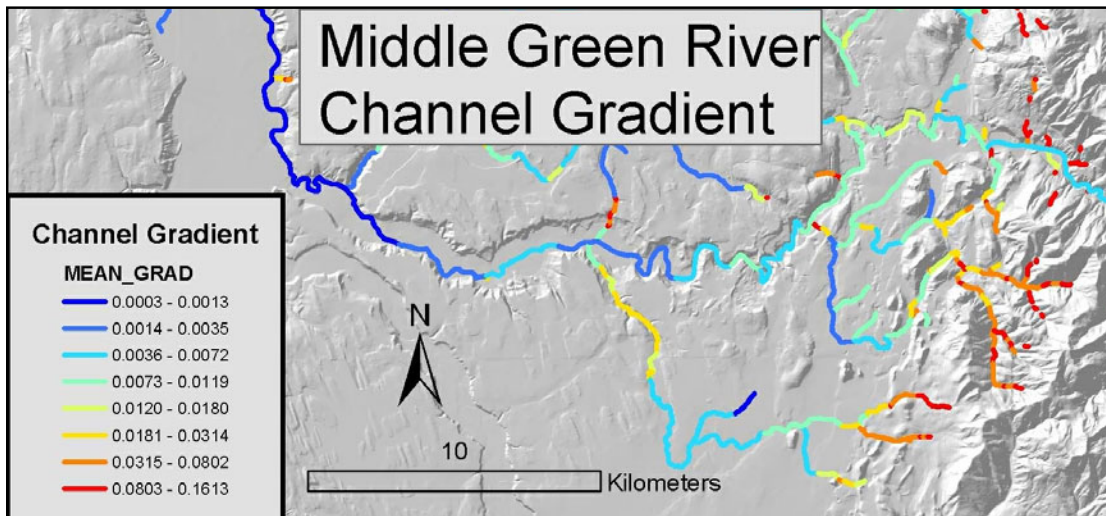 Middle Green River
Channel Gradient
Channel Gradient
MEAN_GRAD
0.0003 - 0.0013
0.0014 - 0.0035
0.0036 - 0.0072
0.0073 - 0.0119
0.0120 - 0.0180
0.0181 - 0.0314
0.0315 - 0.0802
0.0803 - 0.1613
N
10
Kilometers